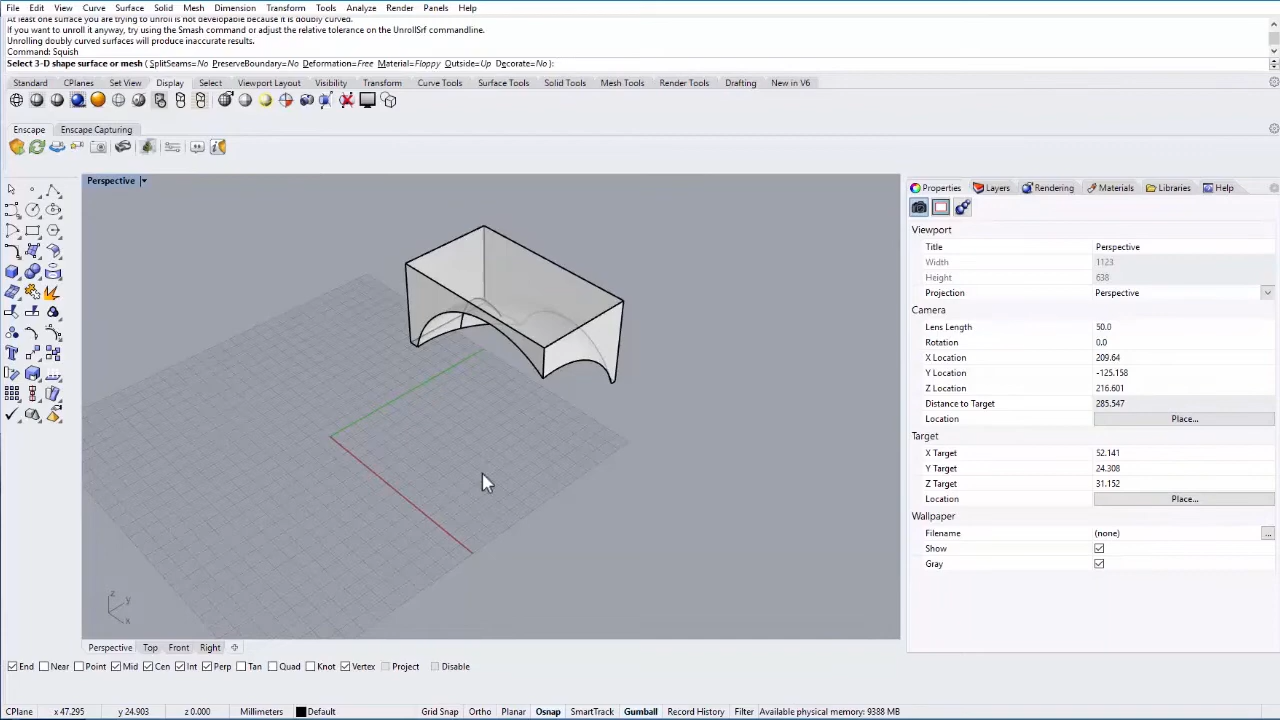 File Edit View Curve Surface Solid Mesh Dimension Transform Tools Analyze Render Panels Help
At least one surface you are trying to unroll is not developable because it is doubly curved.
If you want to unroll it anyway, try using the Smash command or adjust the relative tolerance on the UnrollSrf commandline.
Unrolling doubly curved surfaces will produce inaccurate results.
Command: Squish
Select 3-D shape surface or mesh ( SplitSeams=No PreserveBoundary=No Deformation=Free Material=Floppy Outside=Up Decorate=No ):
Standard CPlanes Set View Display Select Viewport Layout Visibility Transform Curve Tools Surface Tools Solid Tools Mesh Tools Render Tools Drafting New in V6
Enscape Enscape Capturing
Perspective
Properties Layers Rendering Materials Libraries Help
Viewport
Title Perspective
Width 1123
Height 638
Projection Perspective
Camera
Lens Length 50.0
Rotation 0.0
X Location 209.64
Y Location -125.158
Z Location 216.601
Distance to Target 285.547
Location Place...
Target
X Target 52.141
Y Target 24.308
Z Target 31.152
Location Place...
Wallpaper
Filename (none) ...
Show
Gray
z
y
x
Perspective Top Front Right
End Near Point Mid Cen Int Perp Tan Quad Knot Vertex Project Disable
CPlane x 47.295 y 24.903 z 0.000 Millimeters Default Grid Snap Ortho Planar Osnap SmartTrack Gumball Record History Filter Available physical memory: 9388 MB